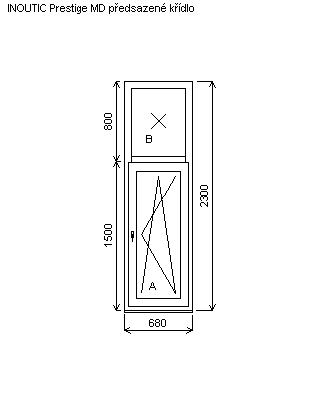 INOUTIC Prestige MD předsazené křídlo
800
B
2300
1500
A
680